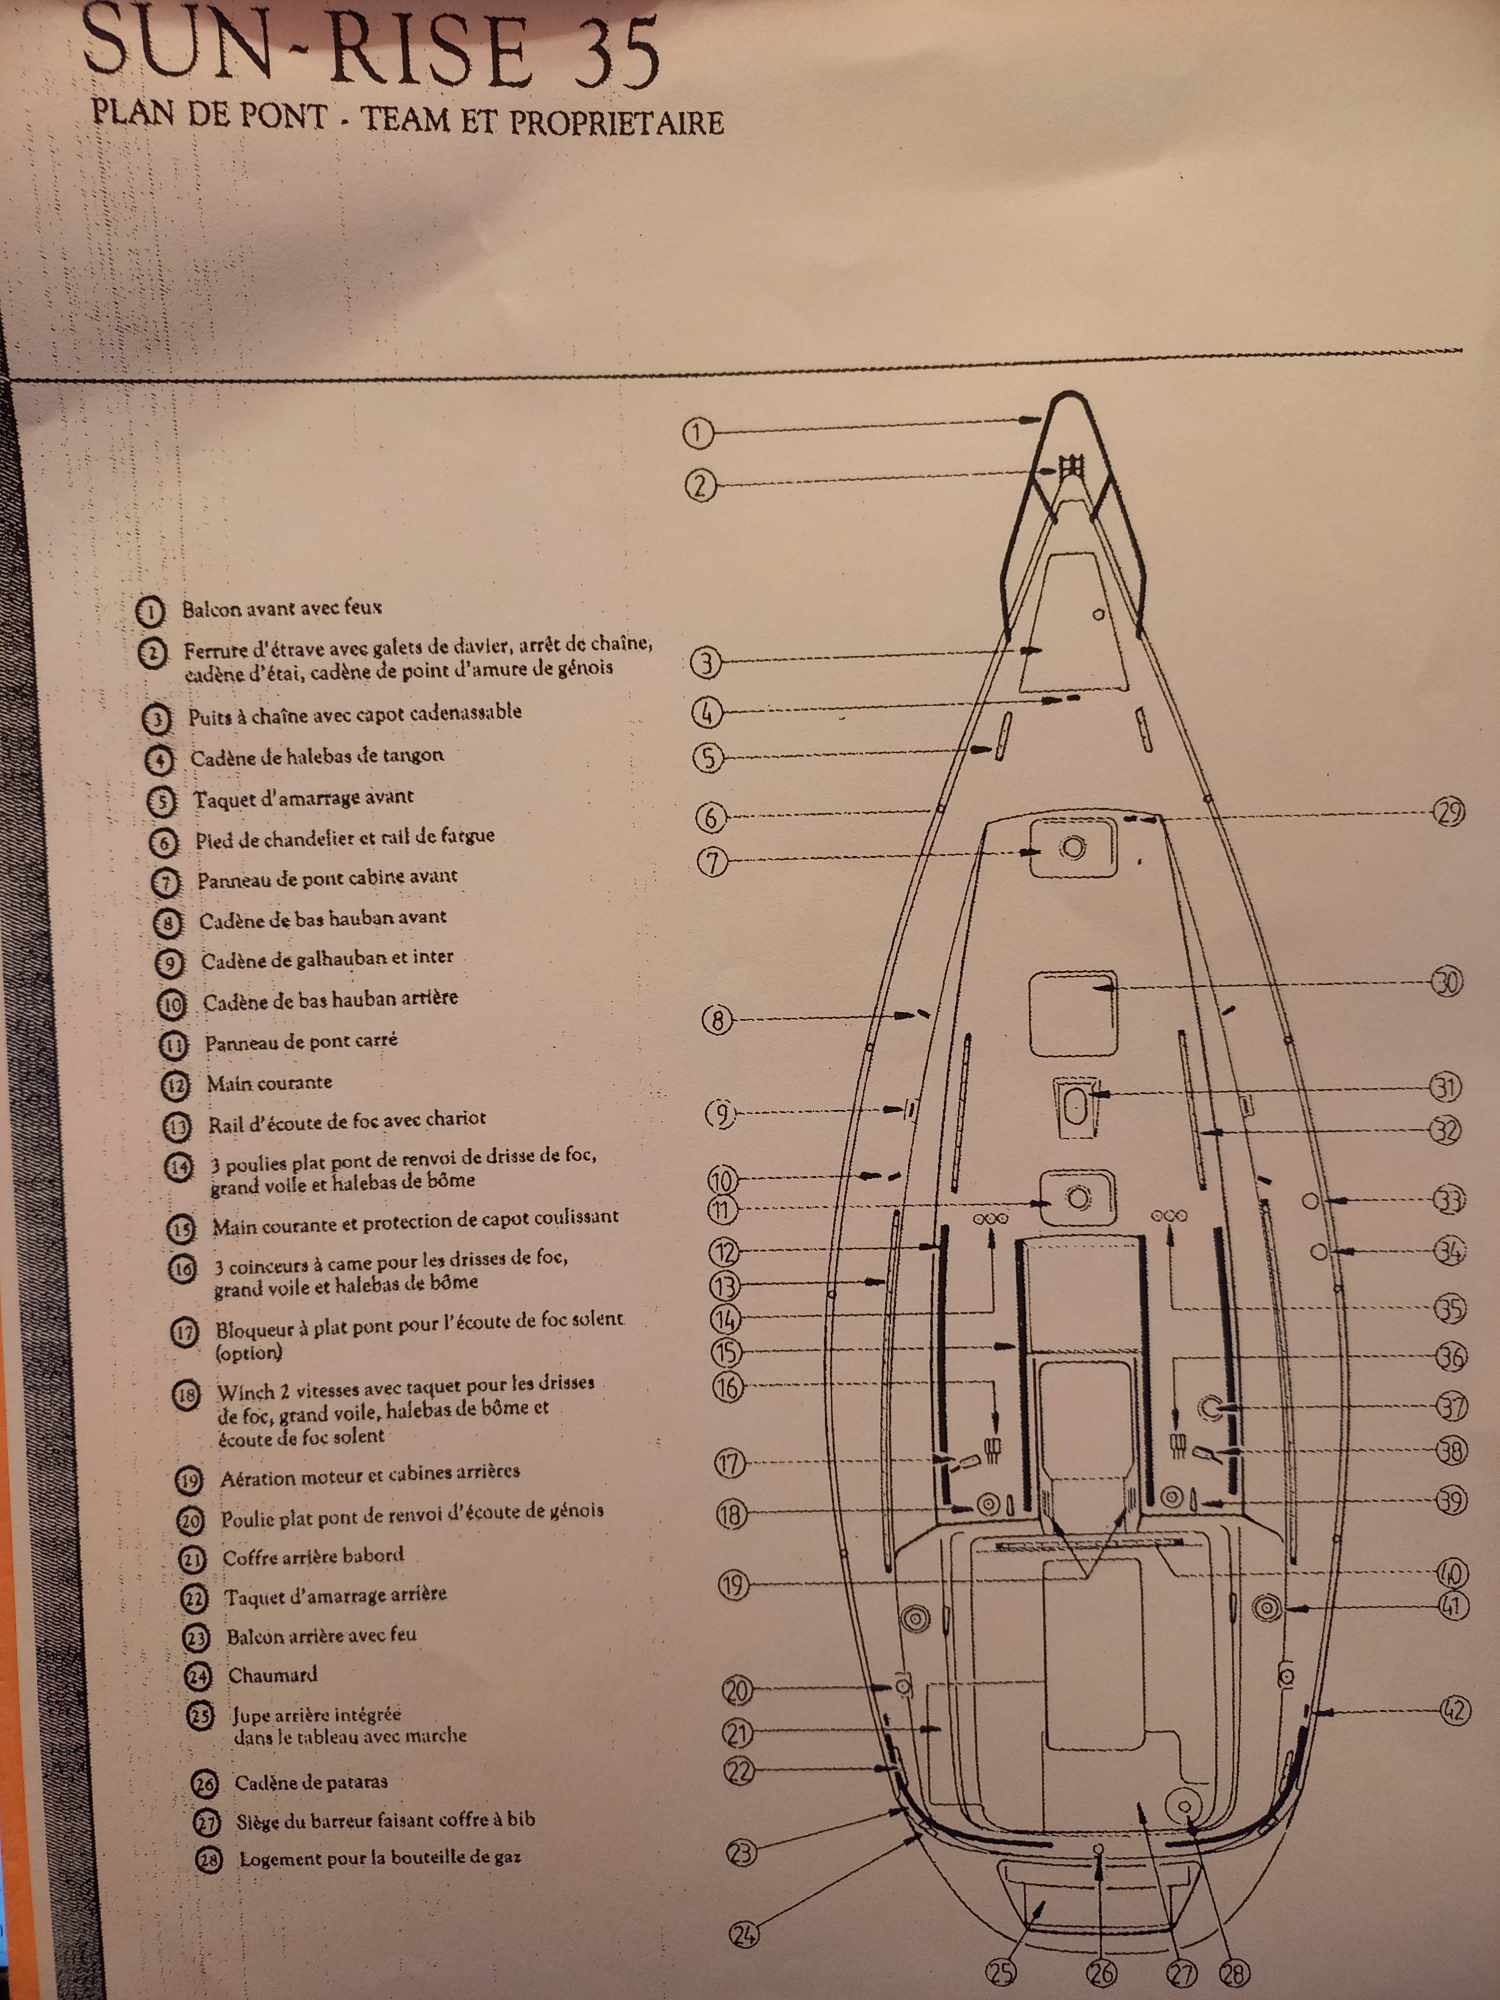 SUN-RISE 35
PLAN DE PONT - TEAM ET PROPRIETAIRE
1 Balcon avant avec feux
2 Ferrure d'étrave avec galets de davier, arrêt de chaîne,
cadène d'étai, cadène de point d'amure de génois
3 Puits à chaîne avec capot cadenassable
4 Cadène de halebas de tangon
5 Taquet d'amarrage avant
6 Pied de chandelier et rail de fargue
7 Panneau de pont cabine avant
8 Cadène de bas hauban avant
9 Cadène de galhauban et inter
10 Cadène de bas hauban arrière
11 Panneau de pont carré
12 Main courante
13 Rail d'écoute de foc avec chariot
14 3 poulies plat pont de renvoi de drisse de foc,
grand voile et halebas de bôme
15 Main courante et protection de capot coulissant
16 3 coinceurs à came pour les drisses de foc,
grand voile et halebas de bôme
17 Bloqueur à plat pont pour l'écoute de foc solent
(option)
18 Winch 2 vitesses avec taquet pour les drisses
de foc, grand voile, halebas de bôme et
écoute de foc solent
19 Aération moteur et cabines arrières
20 Poulie plat pont de renvoi d'écoute de génois
21 Coffre arrière babord
22 Taquet d'amarrage arrière
23 Balcon arrière avec feu
24 Chaumard
25 Jupe arrière intégrée
dans le tableau avec marche
26 Cadène de pataras
27 Siège du barreur faisant coffre à bib
28 Logement pour la bouteille de gaz
1
2
3
4
5
6
7
8
9
10
11
12
13
14
15
16
17
18
19
20
21
22
23
24
25
26
27
28
29
30
31
32
33
34
35
36
37
38
39
40
41
42